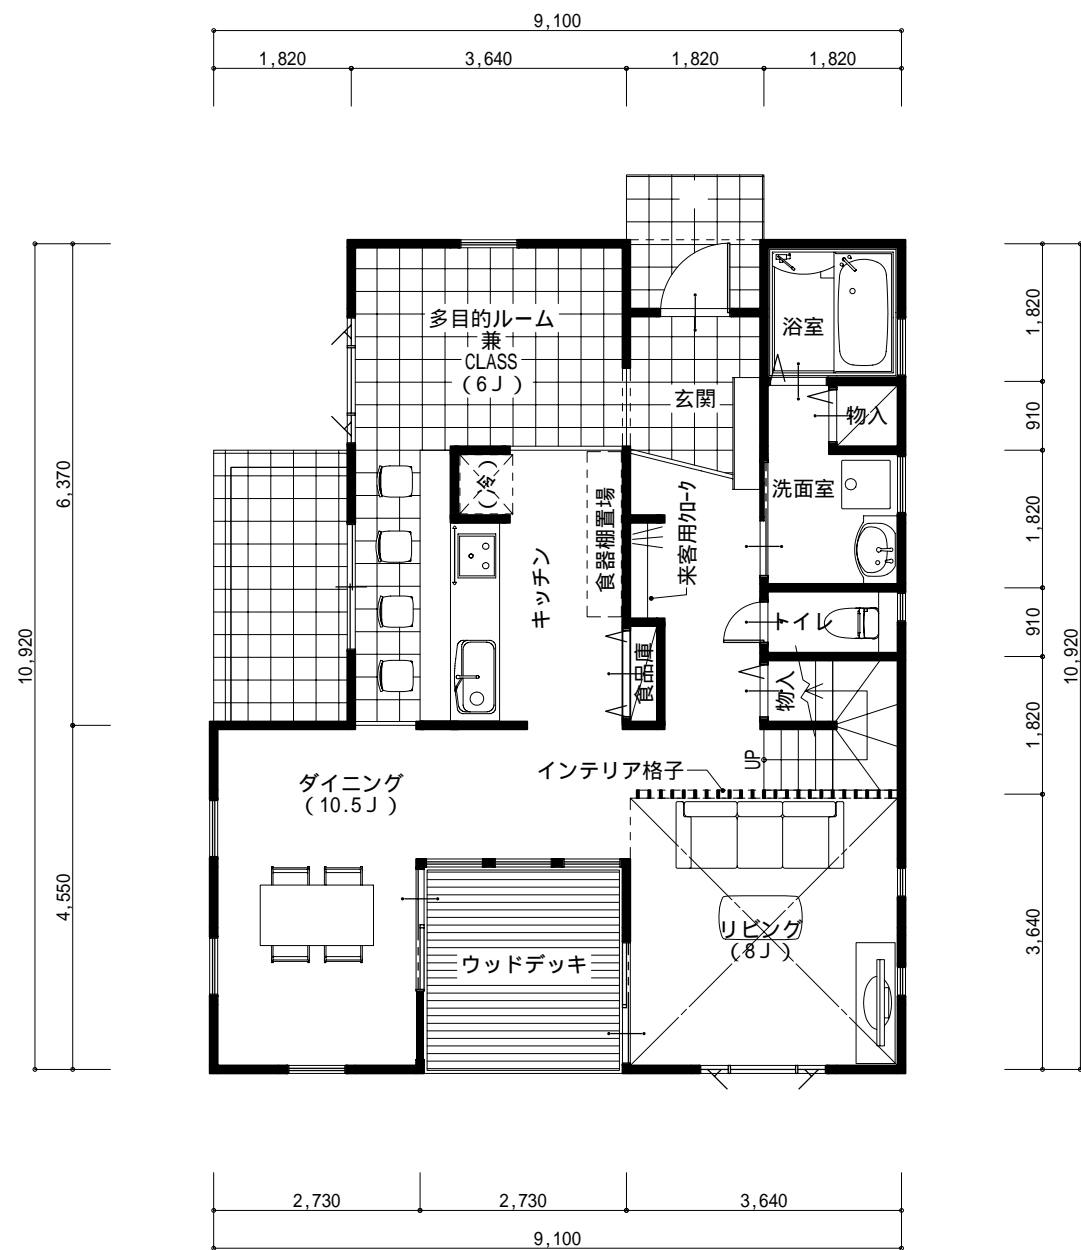 9,100
1,820
3,640
1,820
1,820
多目的ルーム
兼
CLASS
(6J)
浴室
玄関
物入
洗面室
(冷)
食器棚置場
来客用クローク
キッチン
トイレ
食品庫
物入
UP
インテリア格子
ダイニング
(10.5J)
リビング
(8J)
ウッドデッキ
10,920
6,370
4,550
1,820
910
1,820
910
1,820
3,640
10,920
2,730
2,730
3,640
9,100